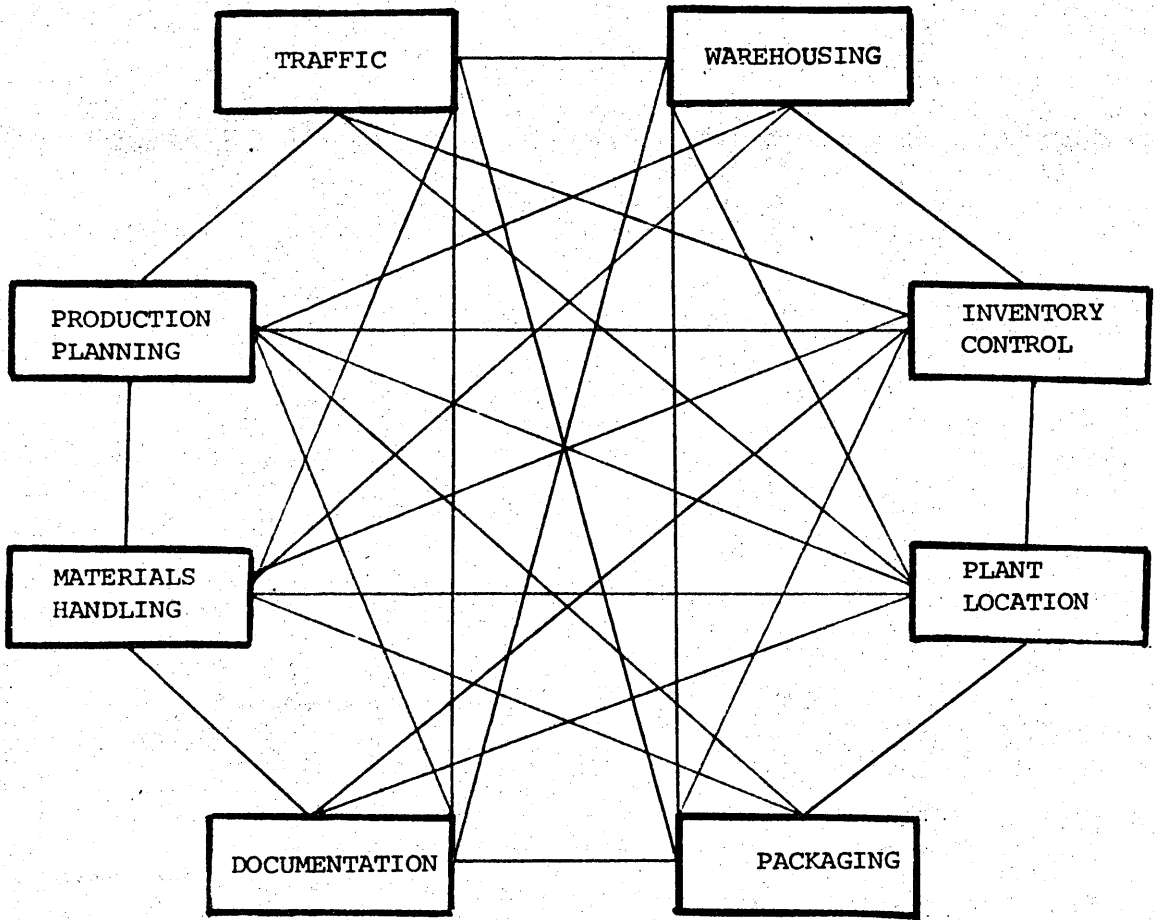 TRAFFIC
WAREHOUSING
PRODUCTION
PLANNING
INVENTORY
CONTROL
MATERIALS
HANDLING
PLANT
LOCATION
DOCUMENTATION
PACKAGING